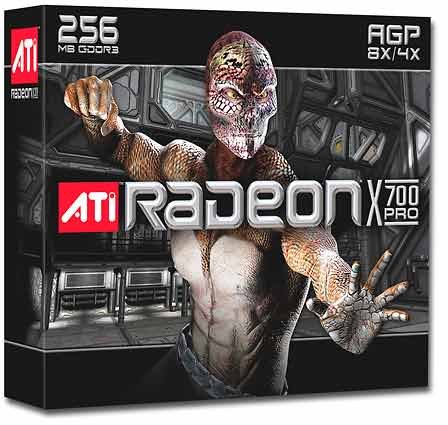 256
MB GDDR3
AGP
8X/4X
ATI
RADEON X700
PRO
ATI
RADEON